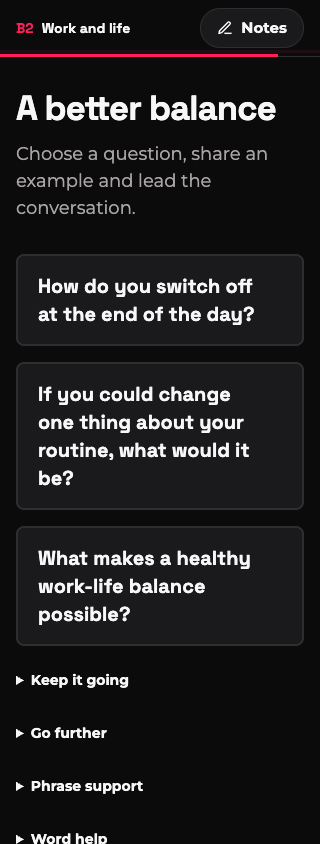 B2 Work and life
Notes
A better balance
Choose a question, share an
example and lead the
conversation.
How do you switch off
at the end of the day?
If you could change
one thing about your
routine, what would it
be?
What makes a healthy
work-life balance
possible?
Keep it going
Go further
Phrase support
Word help